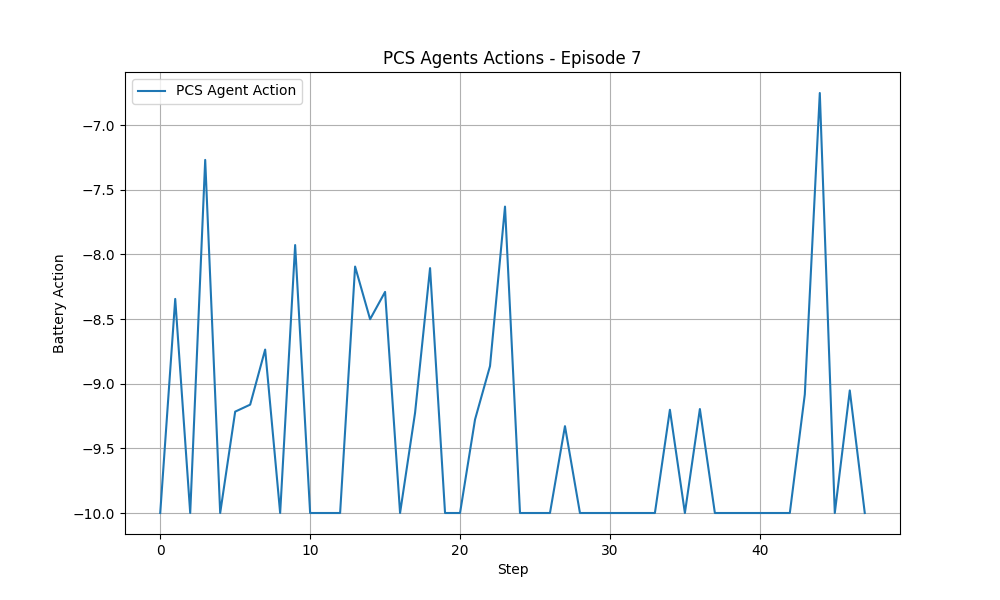 PCS Agents Actions - Episode 7
PCS Agent Action
−7.0
−7.5
−8.0
−8.5
−9.0
−9.5
−10.0
Battery Action
0 10 20 30 40
Step